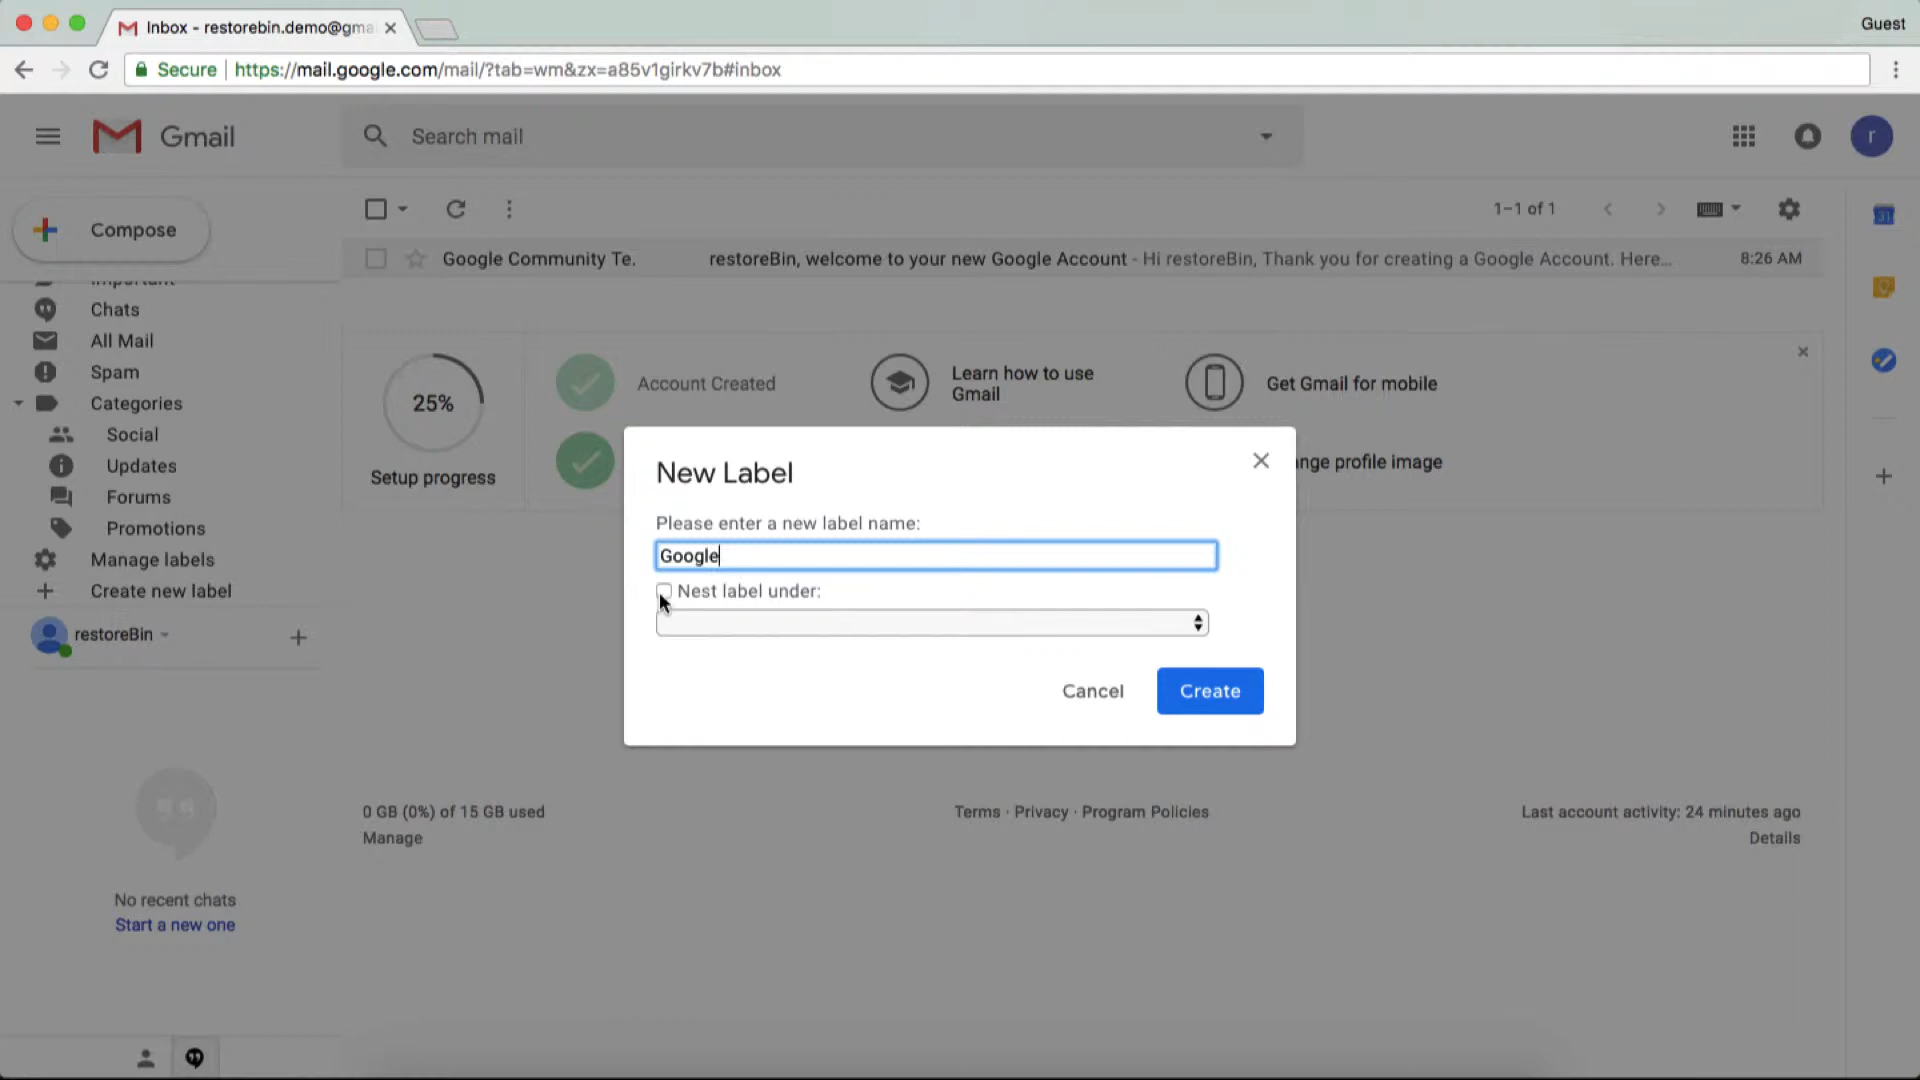 Inbox - restorebin.demo@gma
Guest
Secure
https://mail.google.com/mail/?tab=wm&zx=a85v1girkv7b#inbox
Gmail
Search mail
r
Compose
1–1 of 1
31
Google Community Te.
restoreBin, welcome to your new Google Account - Hi restoreBin, Thank you for creating a Google Account. Here...
8:26 AM
Important
Chats
All Mail
Spam
Categories
Social
Updates
Forums
Promotions
Manage labels
Create new label
restoreBin
25%
Setup progress
Account Created
Learn how to use
Gmail
Get Gmail for mobile
nge profile image
New Label
Please enter a new label name:
Google
Nest label under:
Cancel
Create
0 GB (0%) of 15 GB used
Manage
Terms · Privacy · Program Policies
Last account activity: 24 minutes ago
Details
No recent chats
Start a new one